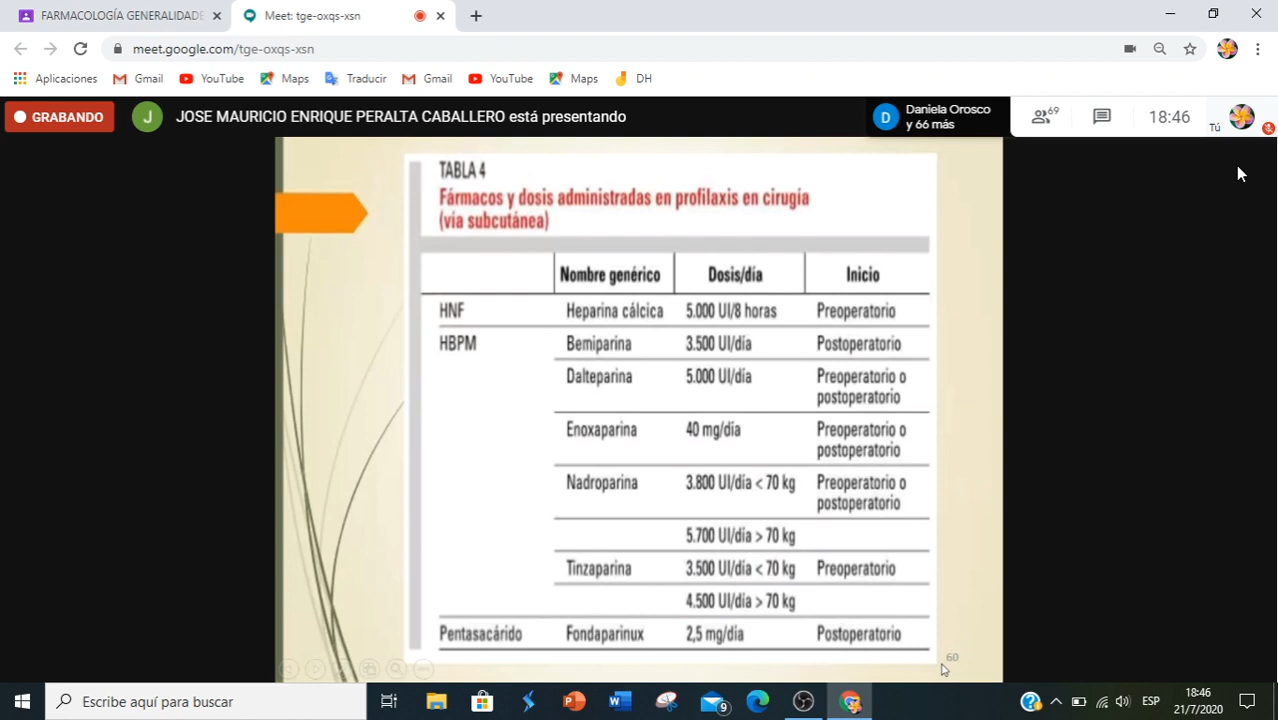 FARMACOLOGÍA GENERALIDADE
Meet: tge-oxqs-xsn
meet.google.com/tge-oxqs-xsn
Aplicaciones Gmail YouTube Maps Traducir Gmail YouTube Maps DH
GRABANDO
J
JOSE MAURICIO ENRIQUE PERALTA CABALLERO está presentando
D
Daniela Orosco
y 66 más
69
18:46
Tú
TABLA 4
Fármacos y dosis administradas en profilaxis en cirugía
(vía subcutánea)
Nombre genérico Dosis/día Inicio
HNF Heparina cálcica 5.000 UI/8 horas Preoperatorio
HBPM Bemiparina 3.500 UI/día Postoperatorio
Dalteparina 5.000 UI/día Preoperatorio o
postoperatorio
Enoxaparina 40 mg/día Preoperatorio o
postoperatorio
Nadroparina 3.800 UI/día < 70 kg Preoperatorio o
postoperatorio
5.700 UI/día > 70 kg
Tinzaparina 3.500 UI/día < 70 kg Preoperatorio
4.500 UI/día > 70 kg
Pentasacárido Fondaparinux 2,5 mg/día Postoperatorio
60
Escribe aquí para buscar
9
ESP
18:46
21/7/2020